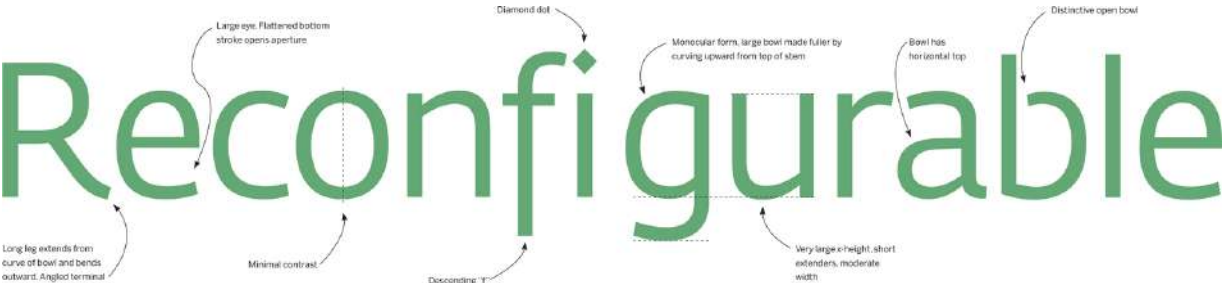 Diamond dot
Distinctive open bowl
Large eye. Flattened bottom
stroke opens aperture
Monocular form, large bowl made fuller by
curving upward from top of stem
Bowl has
horizontal top
Reconfigurable
Long leg extends from
curve of bowl and bends
outward. Angled terminal
Minimal contrast
Descending "f"
Very large x-height, short
extenders, moderate
width